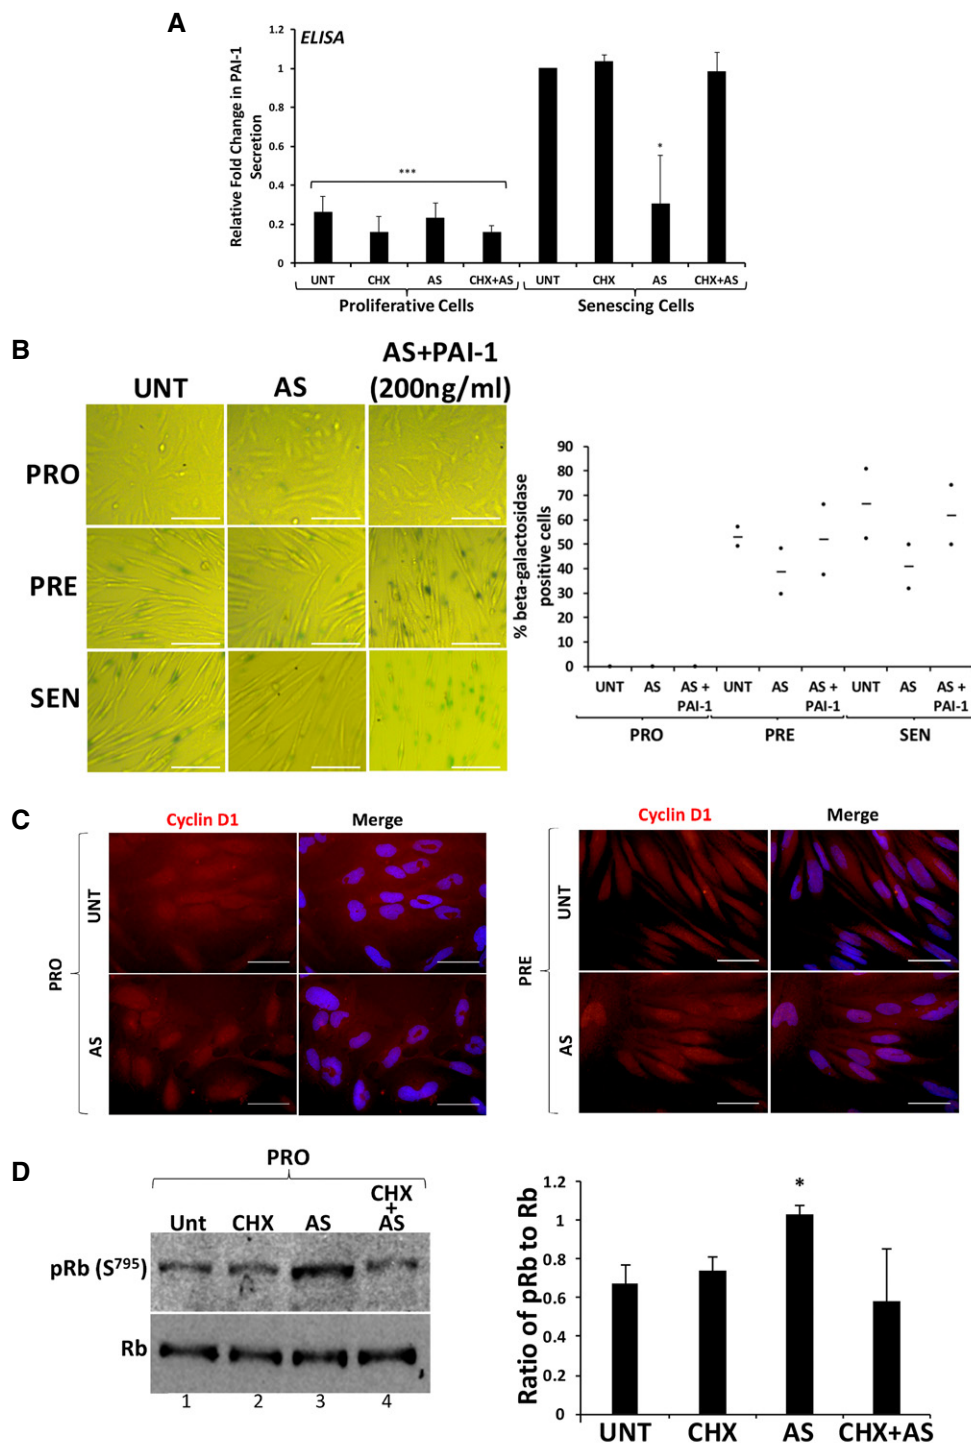 A
ELISA
Relative Fold Change in PAI-1
Secretion
1.2
1
0.8
0.6
0.4
0.2
0
***
*
UNT CHX AS CHX+AS UNT CHX AS CHX+AS
Proliferative Cells Senescing Cells
B
UNT AS AS+PAI-1
(200ng/ml)
PRO
PRE
SEN
% beta-galactosidase
positive cells
90
80
70
60
50
40
30
20
10
0
UNT AS AS + PAI-1 UNT AS AS + PAI-1 UNT AS AS + PAI-1
PRO PRE SEN
C
Cyclin D1 Merge
PRO
UNT
AS
Cyclin D1 Merge
PRE
UNT
AS
D
PRO
Unt CHX AS CHX + AS
pRb (S⁷⁹⁵)
Rb
1 2 3 4
Ratio of pRb to Rb
1.2
1
0.8
0.6
0.4
0.2
0
*
UNT CHX AS CHX+AS